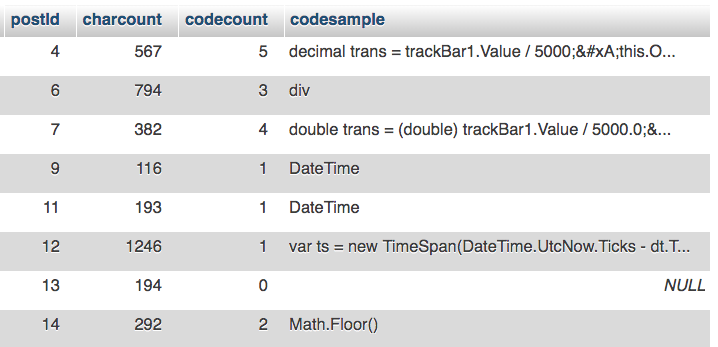 postId charcount codecount codesample
4 567 5 decimal trans = trackBar1.Value / 5000;&#xA;this.O...
6 794 3 div
7 382 4 double trans = (double) trackBar1.Value / 5000.0;&...
9 116 1 DateTime
11 193 1 DateTime
12 1246 1 var ts = new TimeSpan(DateTime.UtcNow.Ticks - dt.T...
13 194 0 NULL
14 292 2 Math.Floor()